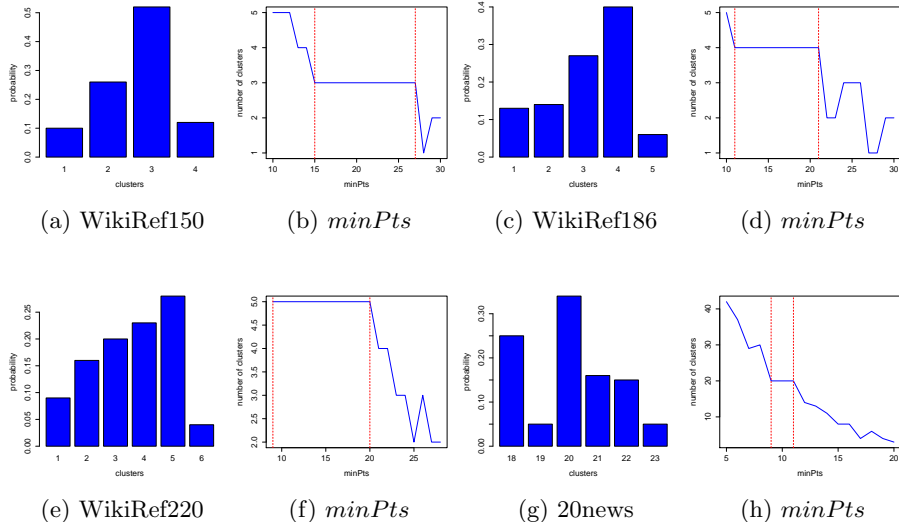 probability
0.0 0.1 0.2 0.3 0.4 0.5
1 2 3 4
clusters
(a) WikiRef150
number of clusters
1 2 3 4 5
10 15 20 25 30
minPts
(b) minPts
probability
0.0 0.1 0.2 0.3 0.4
1 2 3 4 5
clusters
(c) WikiRef186
number of clusters
1 2 3 4 5
10 15 20 25 30
minPts
(d) minPts
probability
0.00 0.05 0.10 0.15 0.20 0.25
1 2 3 4 5 6
clusters
(e) WikiRef220
number of clusters
2.0 2.5 3.0 3.5 4.0 4.5 5.0
10 15 20 25
minPts
(f) minPts
probability
0.00 0.05 0.10 0.15 0.20 0.30
18 19 20 21 22 23
clusters
(g) 20news
number of clusters
10 20 30 40
5 10 15 20
minPts
(h) minPts